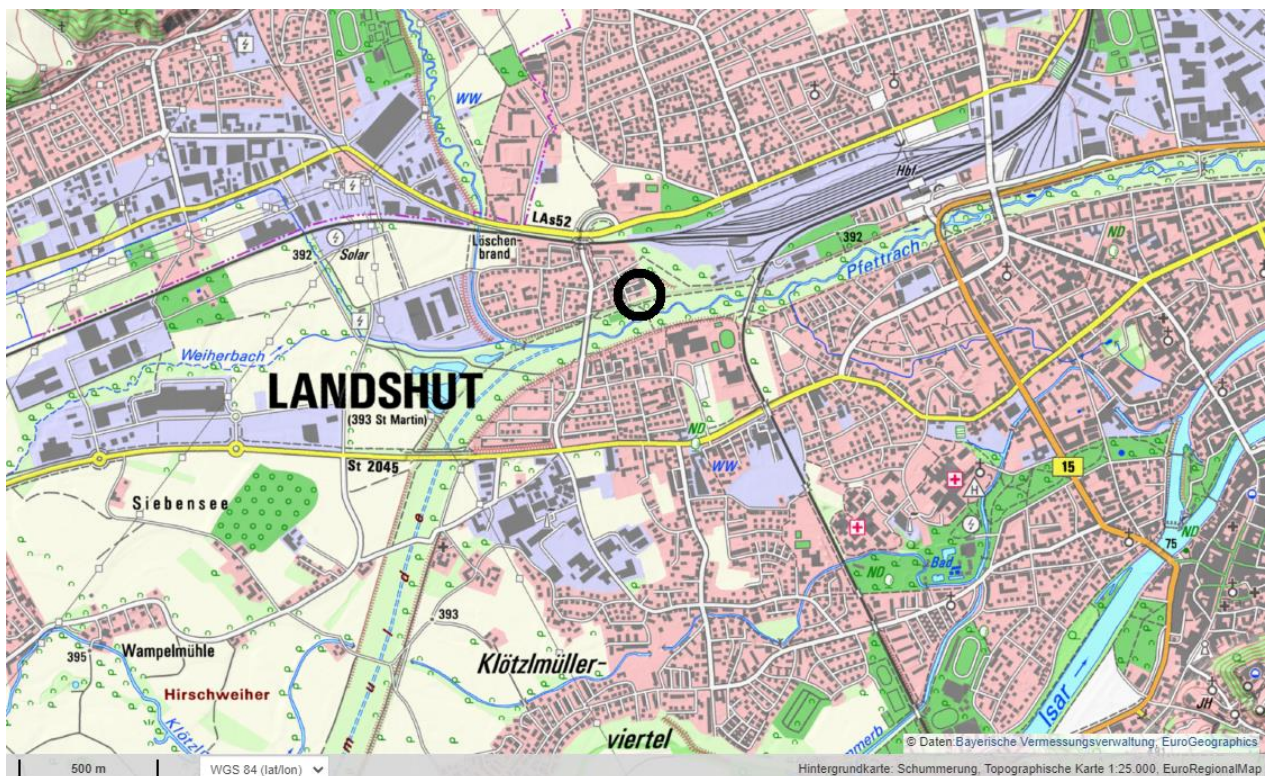 WW
Hbf.
LAs52
Löschen-
brand
392
Solar
392
Pfettrach
ND
Weiherbach
LANDSHUT
(393 St Martin)
ND
St 2045
WW
15
H
Siebensee
75
ND
ND
Bad
393
395
Wampelmühle
Klötzlmüller-
Hirschweiher
Isar
JH
viertel
m u l d e
© Daten:Bayerische Vermessungsverwaltung, EuroGeographics
500 m
WGS 84 (lat/lon)
Hintergrundkarte: Schummerung, Topographische Karte 1:25.000, EuroRegionalMap